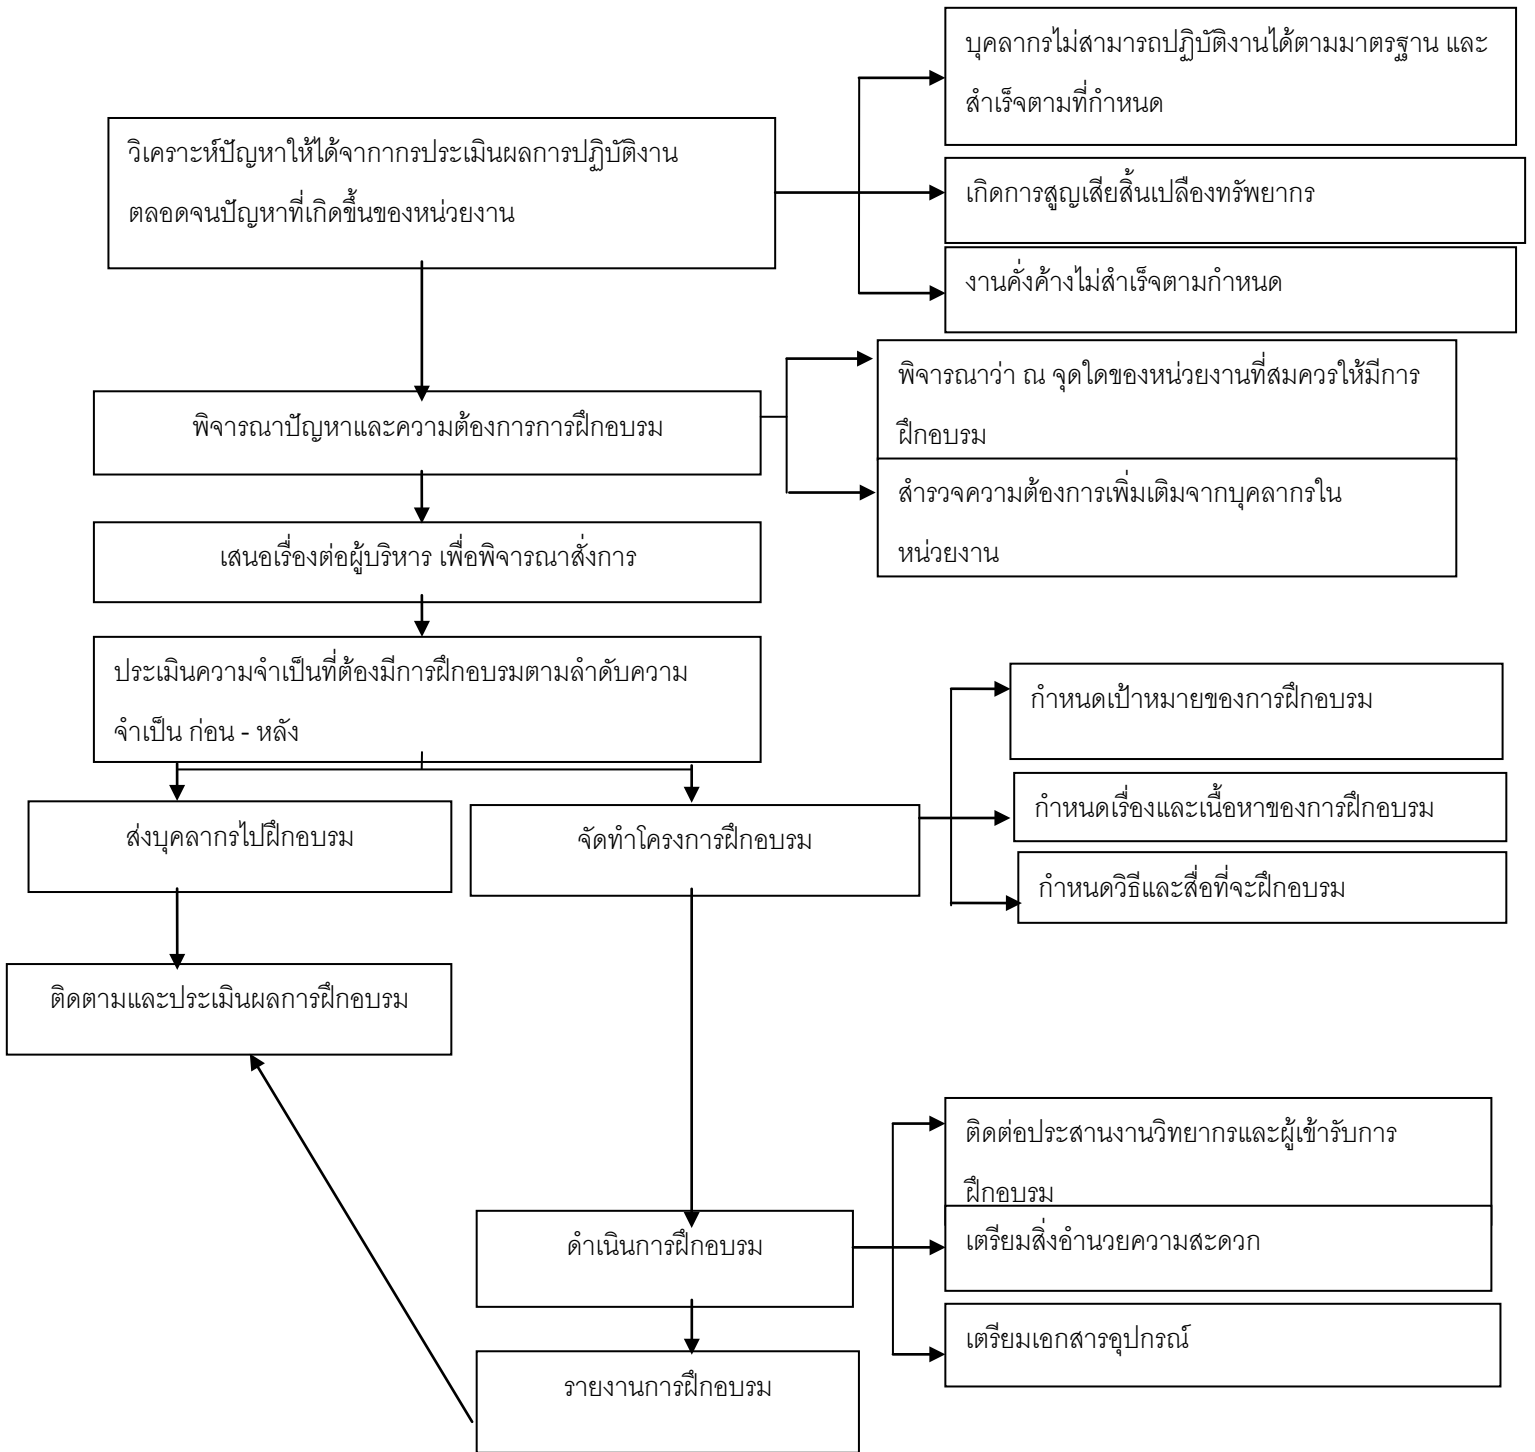 บุคลากรไม่สามารถปฏิบัติงานได้ตามมาตรฐาน และ
สำเร็จตามที่กำหนด
วิเคราะห์ปัญหาให้ได้จากการประเมินผลการปฏิบัติงาน
ตลอดจนปัญหาที่เกิดขึ้นของหน่วยงาน
เกิดการสูญเสียสิ้นเปลืองทรัพยากร
งานคั่งค้างไม่สำเร็จตามกำหนด
พิจารณาปัญหาและความต้องการการฝึกอบรม
พิจารณาว่า ณ จุดใดของหน่วยงานที่สมควรให้มีการ
ฝึกอบรม
สำรวจความต้องการเพิ่มเติมจากบุคลากรใน
หน่วยงาน
เสนอเรื่องต่อผู้บริหาร เพื่อพิจารณาสั่งการ
ประเมินความจำเป็นที่ต้องมีการฝึกอบรมตามลำดับความ
จำเป็น ก่อน - หลัง
กำหนดเป้าหมายของการฝึกอบรม
กำหนดเรื่องและเนื้อหาของการฝึกอบรม
กำหนดวิธีและสื่อที่จะฝึกอบรม
ส่งบุคลากรไปฝึกอบรม
จัดทำโครงการฝึกอบรม
ติดตามและประเมินผลการฝึกอบรม
ติดต่อประสานงานวิทยากรและผู้เข้ารับการ
ฝึกอบรม
เตรียมสิ่งอำนวยความสะดวก
เตรียมเอกสารอุปกรณ์
ดำเนินการฝึกอบรม
รายงานการฝึกอบรม